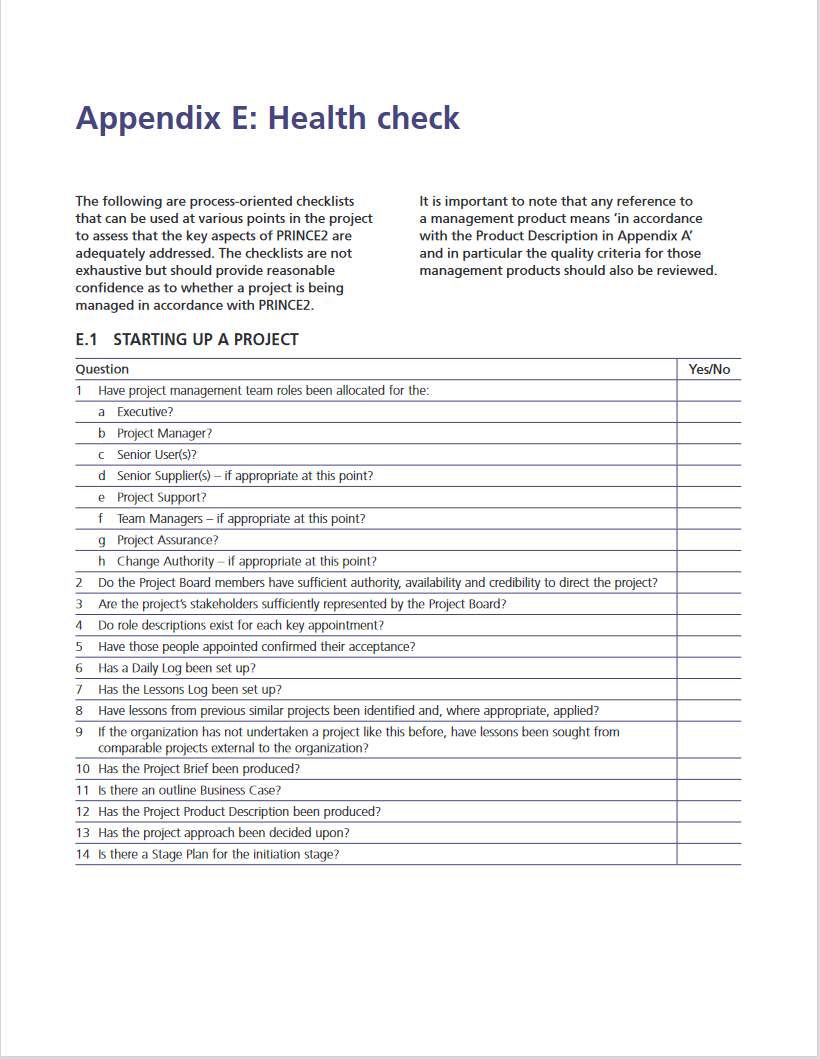 Appendix E: Health check
The following are process-oriented checklists
that can be used at various points in the project
to assess that the key aspects of PRINCE2 are
adequately addressed. The checklists are not
exhaustive but should provide reasonable
confidence as to whether a project is being
managed in accordance with PRINCE2.
It is important to note that any reference to
a management product means ‘in accordance
with the Product Description in Appendix A’
and in particular the quality criteria for those
management products should also be reviewed.
E.1 STARTING UP A PROJECT
Question Yes/No
1 Have project management team roles been allocated for the:
a Executive?
b Project Manager?
c Senior User(s)?
d Senior Supplier(s) – if appropriate at this point?
e Project Support?
f Team Managers – if appropriate at this point?
g Project Assurance?
h Change Authority – if appropriate at this point?
2 Do the Project Board members have sufficient authority, availability and credibility to direct the project?
3 Are the project’s stakeholders sufficiently represented by the Project Board?
4 Do role descriptions exist for each key appointment?
5 Have those people appointed confirmed their acceptance?
6 Has a Daily Log been set up?
7 Has the Lessons Log been set up?
8 Have lessons from previous similar projects been identified and, where appropriate, applied?
9 If the organization has not undertaken a project like this before, have lessons been sought from
comparable projects external to the organization?
10 Has the Project Brief been produced?
11 Is there an outline Business Case?
12 Has the Project Product Description been produced?
13 Has the project approach been decided upon?
14 Is there a Stage Plan for the initiation stage?